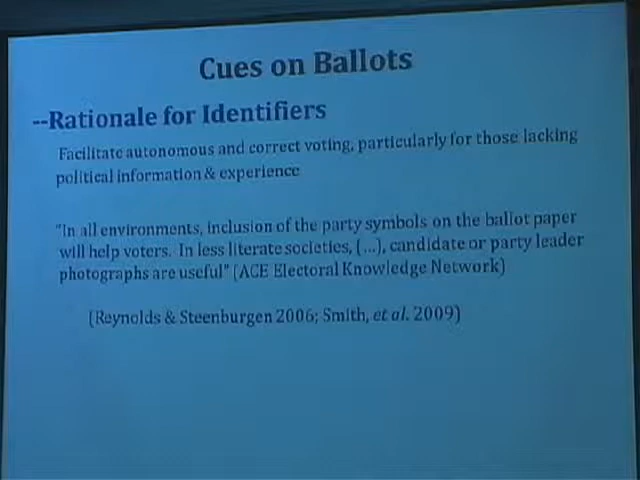 Cues on Ballots
--Rationale for Identifiers
Facilitate autonomous and correct voting, particularly for those lacking
political information & experience
"In all environments, inclusion of the party symbols on the ballot paper
will help voters. In less literate societies, (...), candidate or party leader
photographs are useful" (ACE Electoral Knowledge Network)
(Reynolds & Steenburgen 2006; Smith, et al. 2009)